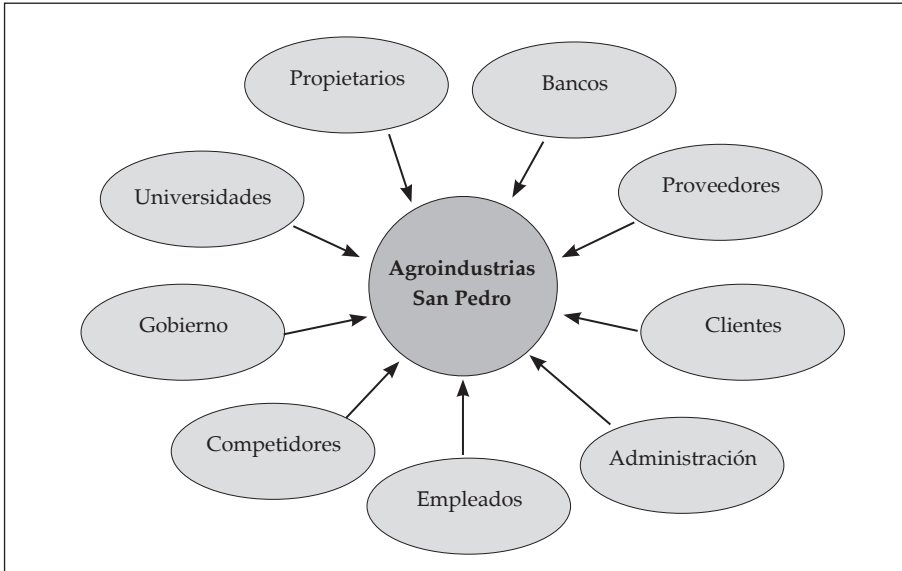 Propietarios
Bancos
Universidades
Proveedores
Agroindustrias
San Pedro
Gobierno
Clientes
Competidores
Administración
Empleados